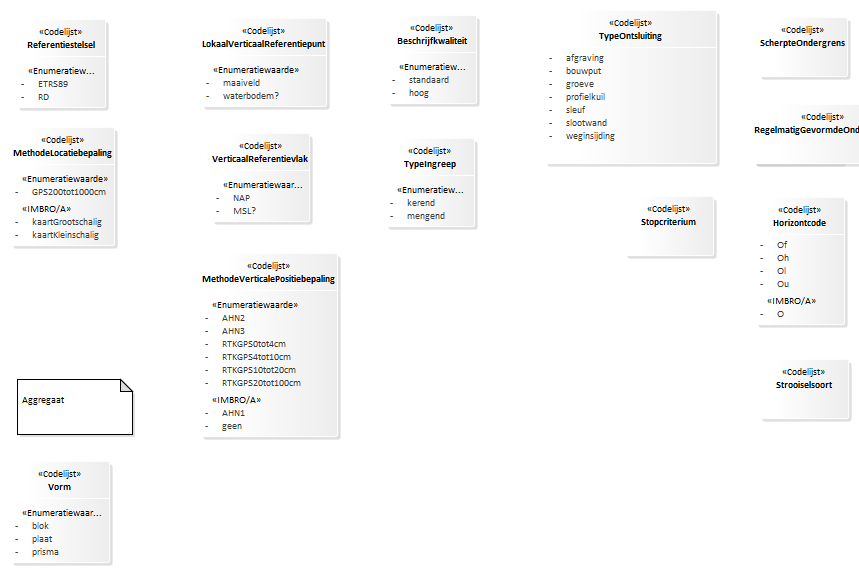 «Codelijst»
Referentiestelsel
«Enumeratiew...
- ETRS89
- RD
«Codelijst»
LokaalVerticaalReferentiepunt
«Enumeratiewaarde»
- maaiveld
- waterbodem?
«Codelijst»
Beschrijfkwaliteit
«Enumeratiew...
- standaard
- hoog
«Codelijst»
TypeOntsluiting
- afgraving
- bouwput
- groeve
- profielkuil
- sleuf
- slootwand
- weginsijding
«Codelijst»
ScherpteOndergrens
«Codelijst»
RegelmatigGevormdeOnd
«Codelijst»
MethodeLocatiebepaling
«Enumeratiewaarde»
- GPS200tot1000cm
«IMBRO/A»
- kaartGrootschalig
- kaartKleinschalig
«Codelijst»
VerticaalReferentievlak
«Enumeratiewaar...
- NAP
- MSL?
«Codelijst»
TypeIngreep
«Enumeratiew...
- kerend
- mengend
«Codelijst»
Stopcriterium
«Codelijst»
Horizontcode
- Of
- Oh
- Ol
- Ou
«IMBRO/A»
- O
«Codelijst»
MethodeVerticalePositiebepaling
«Enumeratiewaarde»
- AHN2
- AHN3
- RTKGPS0tot4cm
- RTKGPS4tot10cm
- RTKGPS10tot20cm
- RTKGPS20tot100cm
«IMBRO/A»
- AHN1
- geen
«Codelijst»
Strooiselsoort
Aggregaat
«Codelijst»
Vorm
«Enumeratiewaar...
- blok
- plaat
- prisma